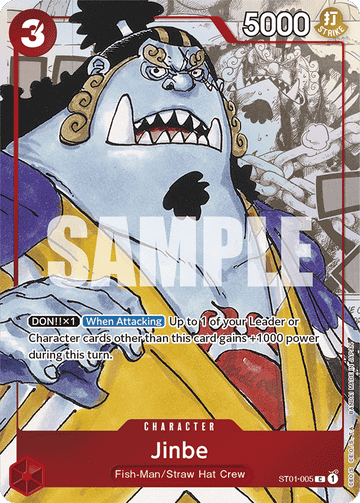 3
5000
打
STRIKE
SAMPLE
DON!!×1 When Attacking Up to 1 of your Leader or
Character cards other than this card gains +1000 power
during this turn.
CHARACTER
Jinbe
Fish-Man/Straw Hat Crew
ST01-005 C 1